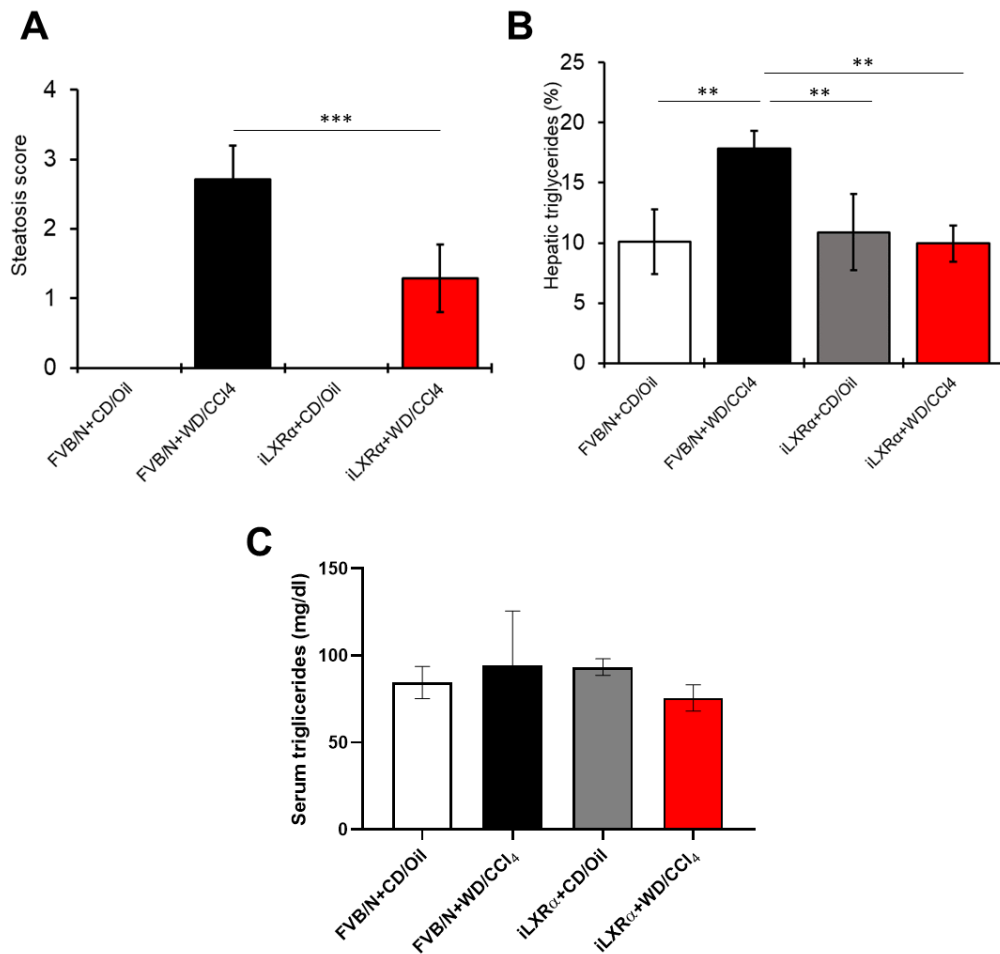 A
Steatosis score
4
3
2
1
0
***
FVB/N+CD/Oil
FVB/N+WD/CCl4
iLXRα+CD/Oil
iLXRα+WD/CCl4
B
Hepatic triglycerides (%)
25
20
15
10
5
0
**
**
**
FVB/N+CD/Oil
FVB/N+WD/CCl4
iLXRα+CD/Oil
iLXRα+WD/CCl4
C
Serum triglicerides (mg/dl)
150
100
50
0
FVB/N+CD/Oil
FVB/N+WD/CCl₄
iLXRα+CD/Oil
iLXRα+WD/CCl₄